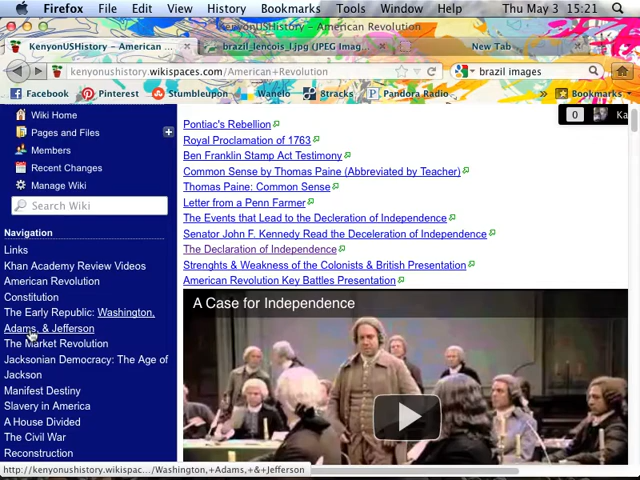 Firefox File Edit View History Bookmarks Tools Window Help Thu May 3 15:21
KenyonUSHistory - American Revolution
KenyonUSHistory - American ... × brazil_lencois_l.jpg (JPEG Imag... × New Tab ×
kenyonushistory.wikispaces.com/American+Revolution brazil images
Facebook Pinterest Stumbleupon Wanelo 8tracks Pandora Radio » Bookmarks
Wiki Home
Pages and Files
Members
Recent Changes
Manage Wiki
Search Wiki
Navigation
Links
Khan Academy Review Videos
American Revolution
Constitution
The Early Republic: Washington,
Adams, & Jefferson
The Market Revolution
Jacksonian Democracy: The Age of
Jackson
Manifest Destiny
Slavery in America
A House Divided
The Civil War
Reconstruction
0 Ka
Pontiac's Rebellion
Royal Proclamation of 1763
Ben Franklin Stamp Act Testimony
Common Sense by Thomas Paine (Abbreviated by Teacher)
Thomas Paine: Common Sense
Letter from a Penn Farmer
The Events that Lead to the Decleration of Independence
Senator John F. Kennedy Read the Deceleration of Independence
The Declaration of Independence
Strenghts & Weakness of the Colonists & British Presentation
American Revolution Key Battles Presentation
A Case for Independence
http://kenyonushistory.wikispac.../Washington,+Adams,+&+Jefferson